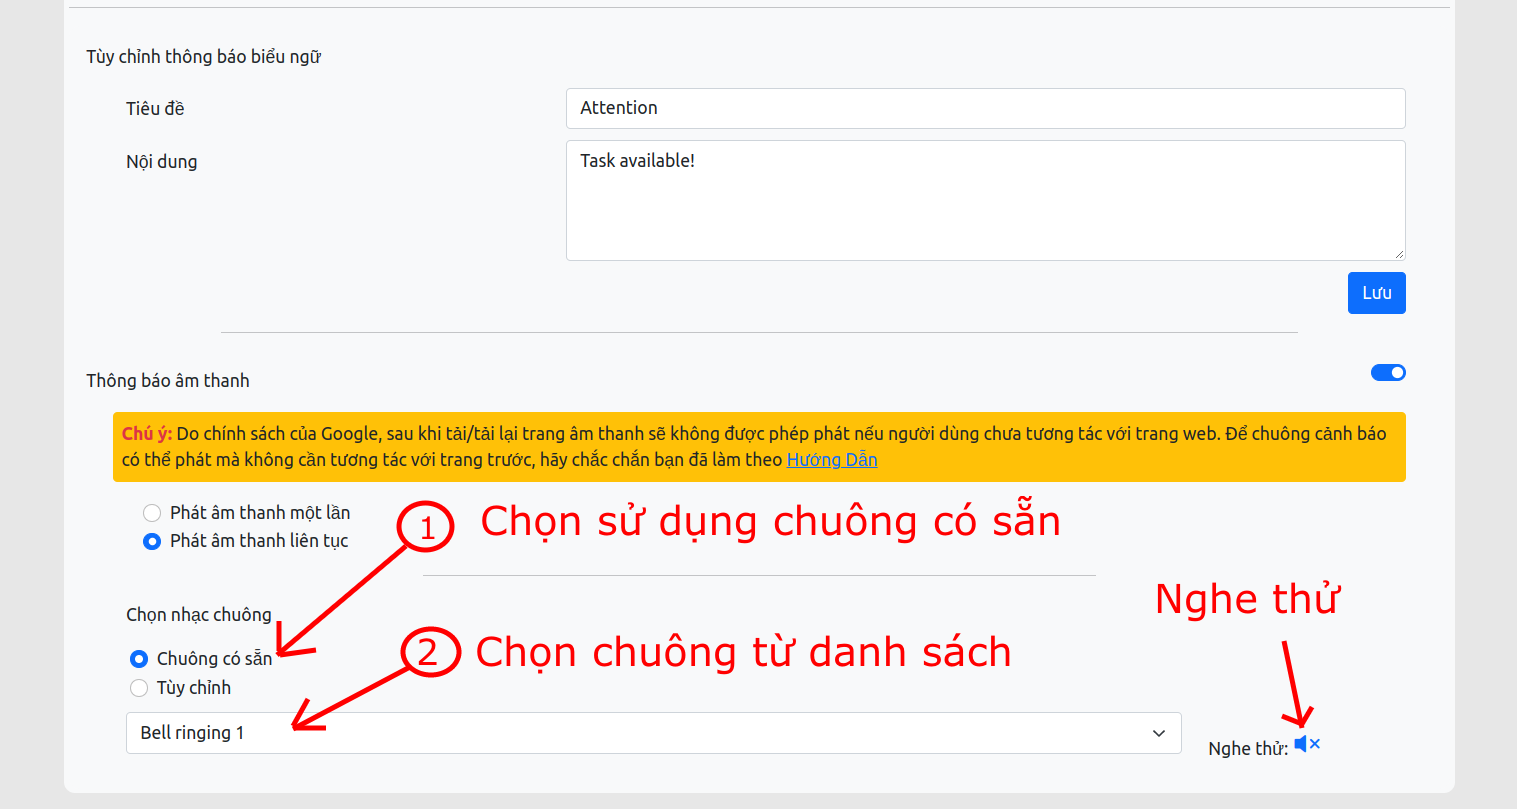 Tùy chỉnh thông báo biểu ngữ
Tiêu đề
Attention
Nội dung
Task available!
Lưu
Thông báo âm thanh
Chú ý: Do chính sách của Google, sau khi tải/tải lại trang âm thanh sẽ không được phép phát nếu người dùng chưa tương tác với trang web. Để chuông cảnh báo
có thể phát mà không cần tương tác với trang trước, hãy chắc chắn bạn đã làm theo Hướng Dẫn
Phát âm thanh một lần
Phát âm thanh liên tục
1 Chọn sử dụng chuông có sẵn
Nghe thử
Chọn nhạc chuông
2 Chọn chuông từ danh sách
Chuông có sẵn
Tùy chỉnh
Bell ringing 1
Nghe thử: